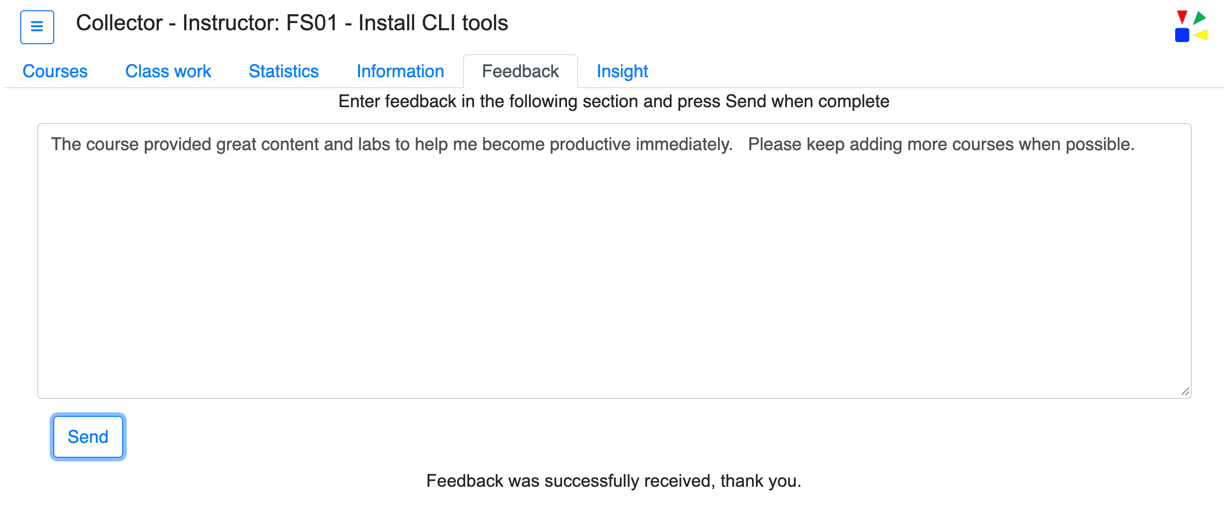 Collector - Instructor: FS01 - Install CLI tools
Courses Class work Statistics Information Feedback Insight
Enter feedback in the following section and press Send when complete
The course provided great content and labs to help me become productive immediately.   Please keep adding more courses when possible.
Send
Feedback was successfully received, thank you.